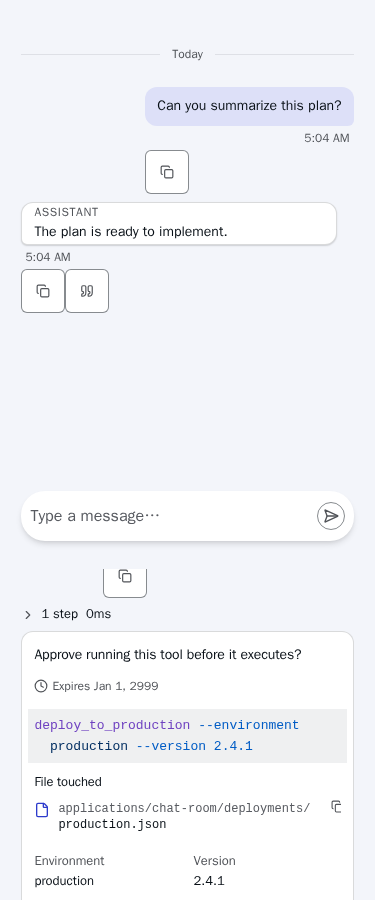 Today
Can you summarize this plan?
5:04 AM
ASSISTANT
The plan is ready to implement.
5:04 AM
Type a message···
1 step 0ms
Approve running this tool before it executes?
Expires Jan 1, 2999
deploy_to_production --environment
production --version 2.4.1
File touched
applications/chat-room/deployments/
production.json
Environment Version
production 2.4.1